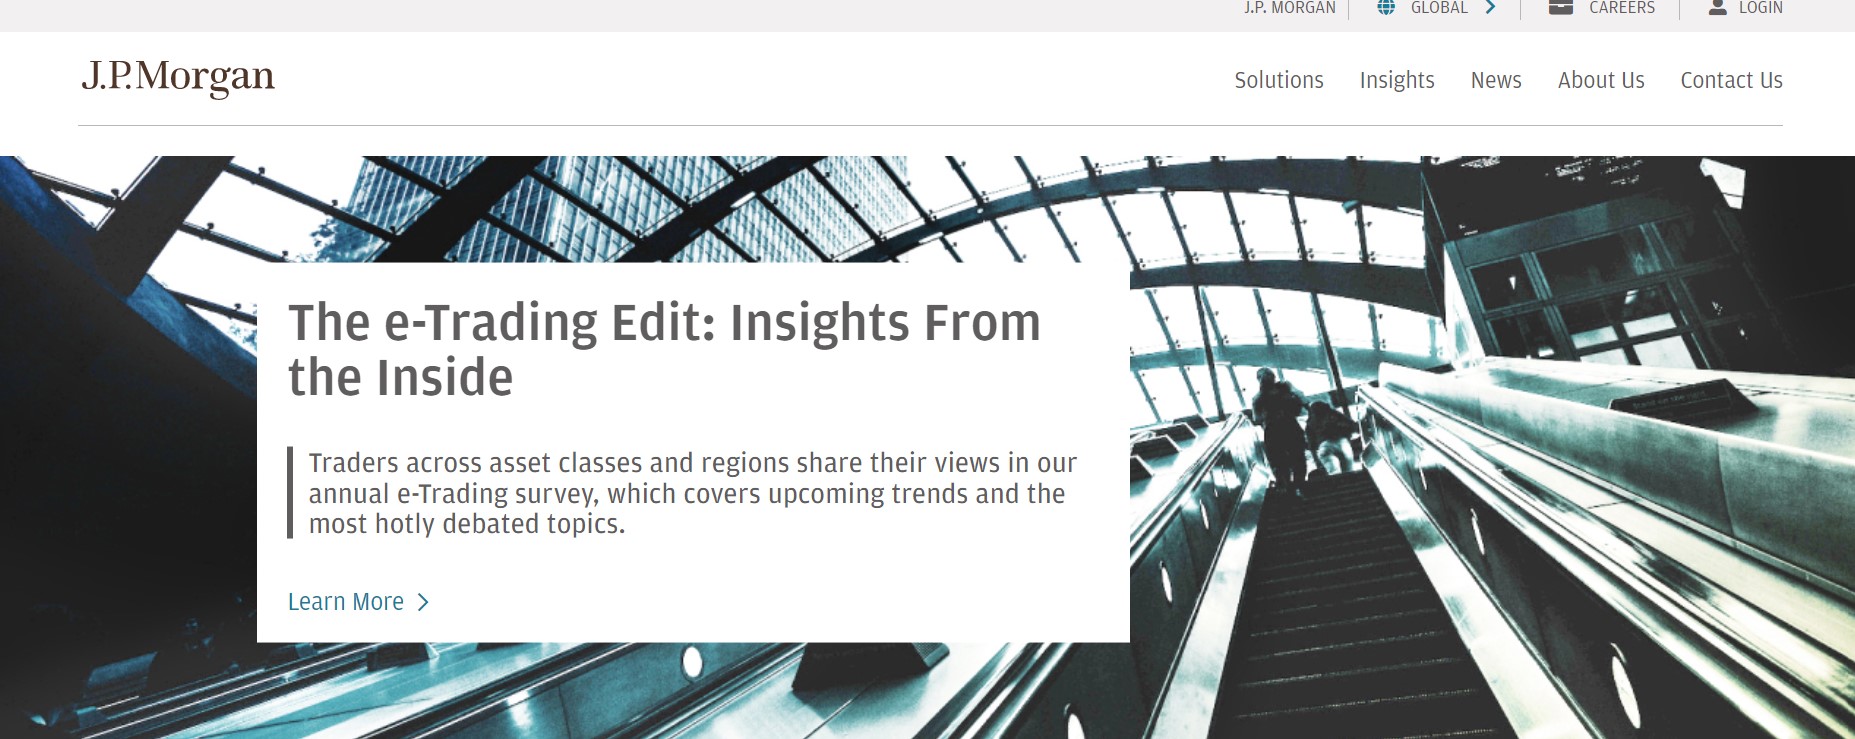 J.P. MORGAN GLOBAL CAREERS LOGIN
J.P.Morgan
Solutions Insights News About Us Contact Us
The e-Trading Edit: Insights From
the Inside
Traders across asset classes and regions share their views in our
annual e-Trading survey, which covers upcoming trends and the
most hotly debated topics.
Learn More